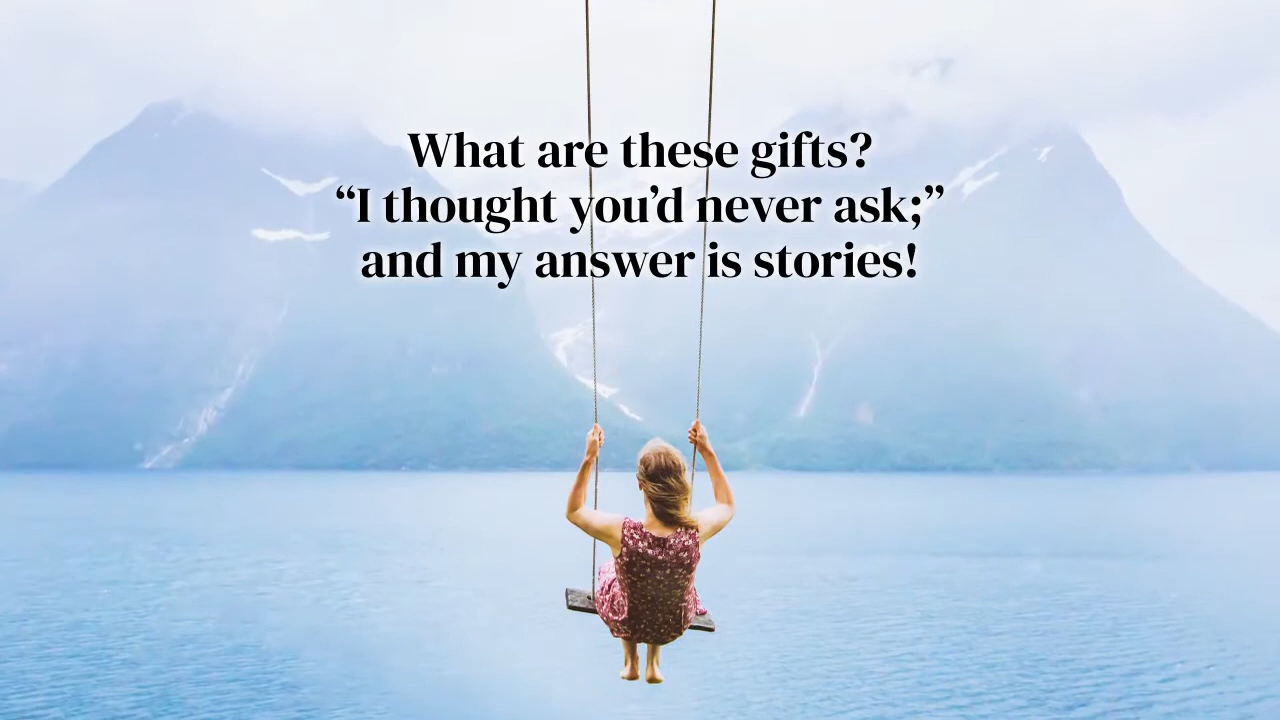 What are these gifts?
“I thought you’d never ask;”
and my answer is stories!